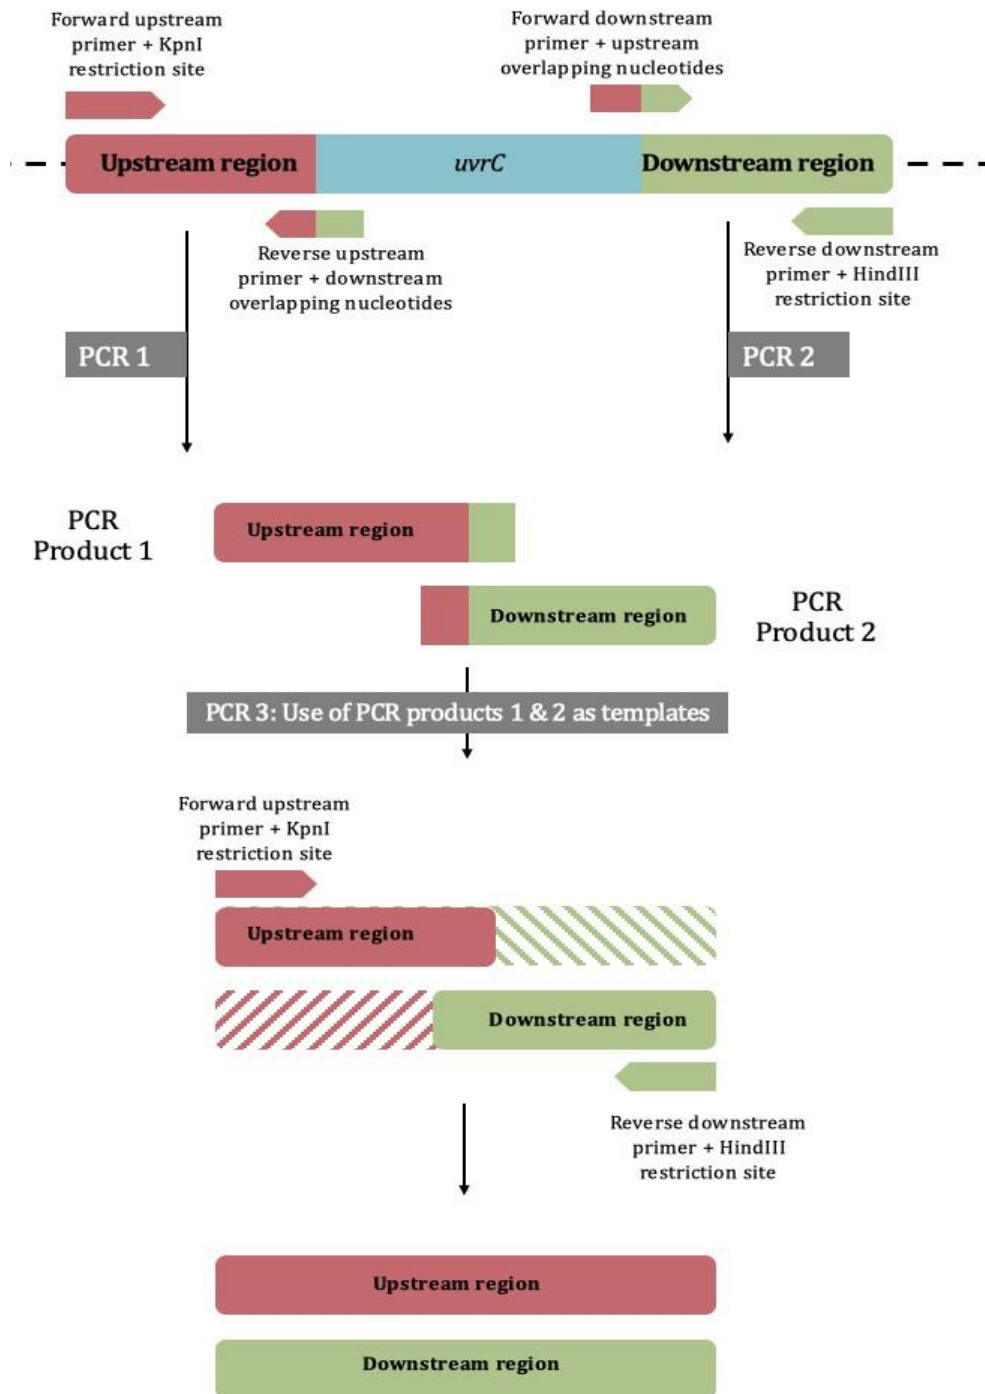 Forward upstream
primer + KpnI
restriction site
Forward downstream
primer + upstream
overlapping nucleotides
Upstream region
uvrC
Downstream region
Reverse upstream
primer + downstream
overlapping nucleotides
Reverse downstream
primer + HindIII
restriction site
PCR 1
PCR 2
PCR
Product 1
Upstream region
Downstream region
PCR
Product 2
PCR 3: Use of PCR products 1 & 2 as templates
Forward upstream
primer + KpnI
restriction site
Upstream region
Downstream region
Reverse downstream
primer + HindIII
restriction site
Upstream region
Downstream region